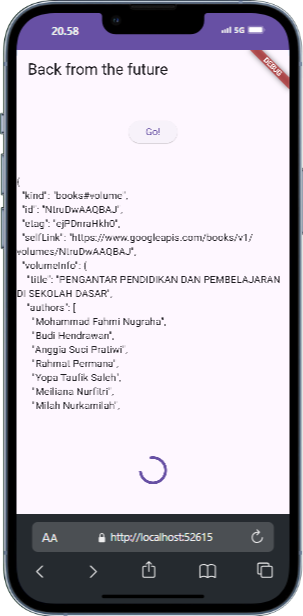 20.58
5G
DEBUG
Back from the future
Go!
{
"kind": "books#volume",
"id": "NtruDwAAQBAJ",
"etag": "ejPDmraHkh0",
"selfLink": "https://www.googleapis.com/books/v1/
volumes/NtruDwAAQBAJ",
"volumeInfo": {
"title": "PENGANTAR PENDIDIKAN DAN PEMBELAJARAN
DI SEKOLAH DASAR",
"authors": [
"Mohammad Fahmi Nugraha",
"Budi Hendrawan",
"Anggia Suci Pratiwi",
"Rahmat Permana",
"Yopa Taufik Saleh",
"Meiliana Nurfitri",
"Milah Nurkamilah",
AA
http://localhost:52615